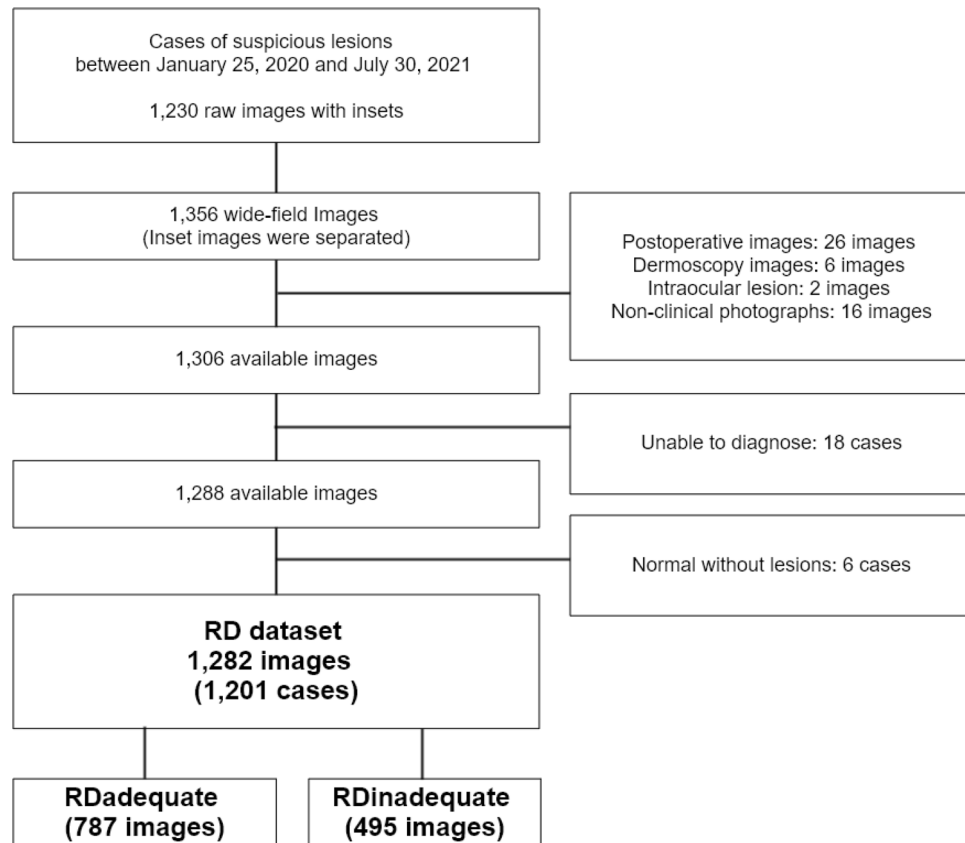 Cases of suspicious lesions
between January 25, 2020 and July 30, 2021
1,230 raw images with insets
1,356 wide-field Images
(Inset images were separated)
Postoperative images: 26 images
Dermoscopy images: 6 images
Intraocular lesion: 2 images
Non-clinical photographs: 16 images
1,306 available images
Unable to diagnose: 18 cases
1,288 available images
Normal without lesions: 6 cases
RD dataset
1,282 images
(1,201 cases)
RDadequate
(787 images)
RDinadequate
(495 images)